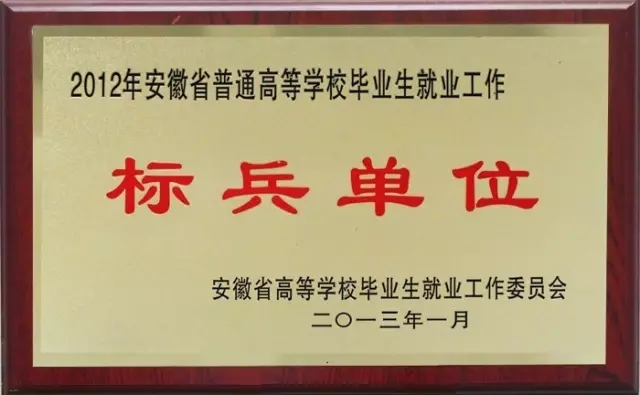 2012年安徽省普通高等学校毕业生就业工作
标兵单位
安徽省高等学校毕业生就业工作委员会
二〇一三年一月